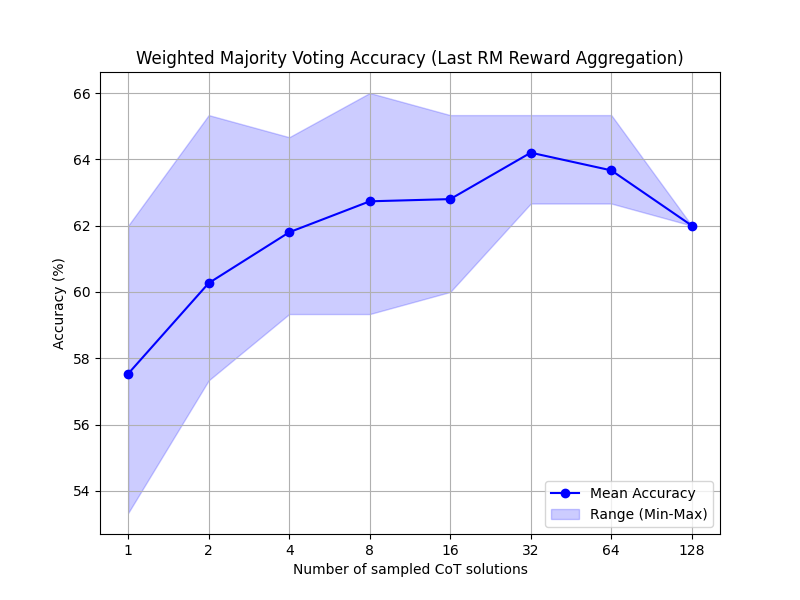 Weighted Majority Voting Accuracy (Last RM Reward Aggregation)
Accuracy (%)
66
64
62
60
58
56
54
Mean Accuracy
Range (Min-Max)
1 2 4 8 16 32 64 128
Number of sampled CoT solutions